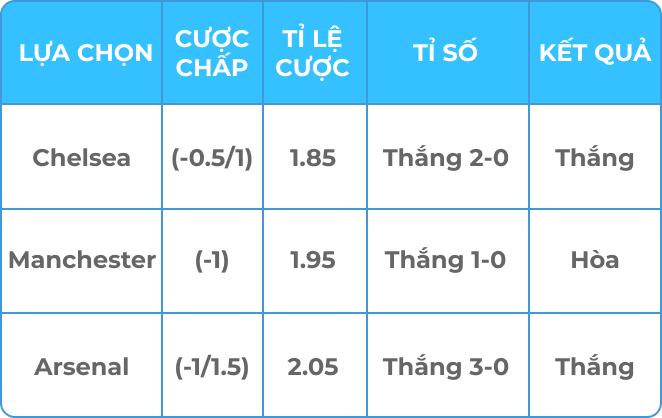 LỰA CHỌN
CƯỢC
CHẤP
TỈ LỆ
CƯỢC
TỈ SỐ
KẾT QUẢ
Chelsea
(-0.5/1)
1.85
Thắng 2-0
Thắng
Manchester
(-1)
1.95
Thắng 1-0
Hòa
Arsenal
(-1/1.5)
2.05
Thắng 3-0
Thắng